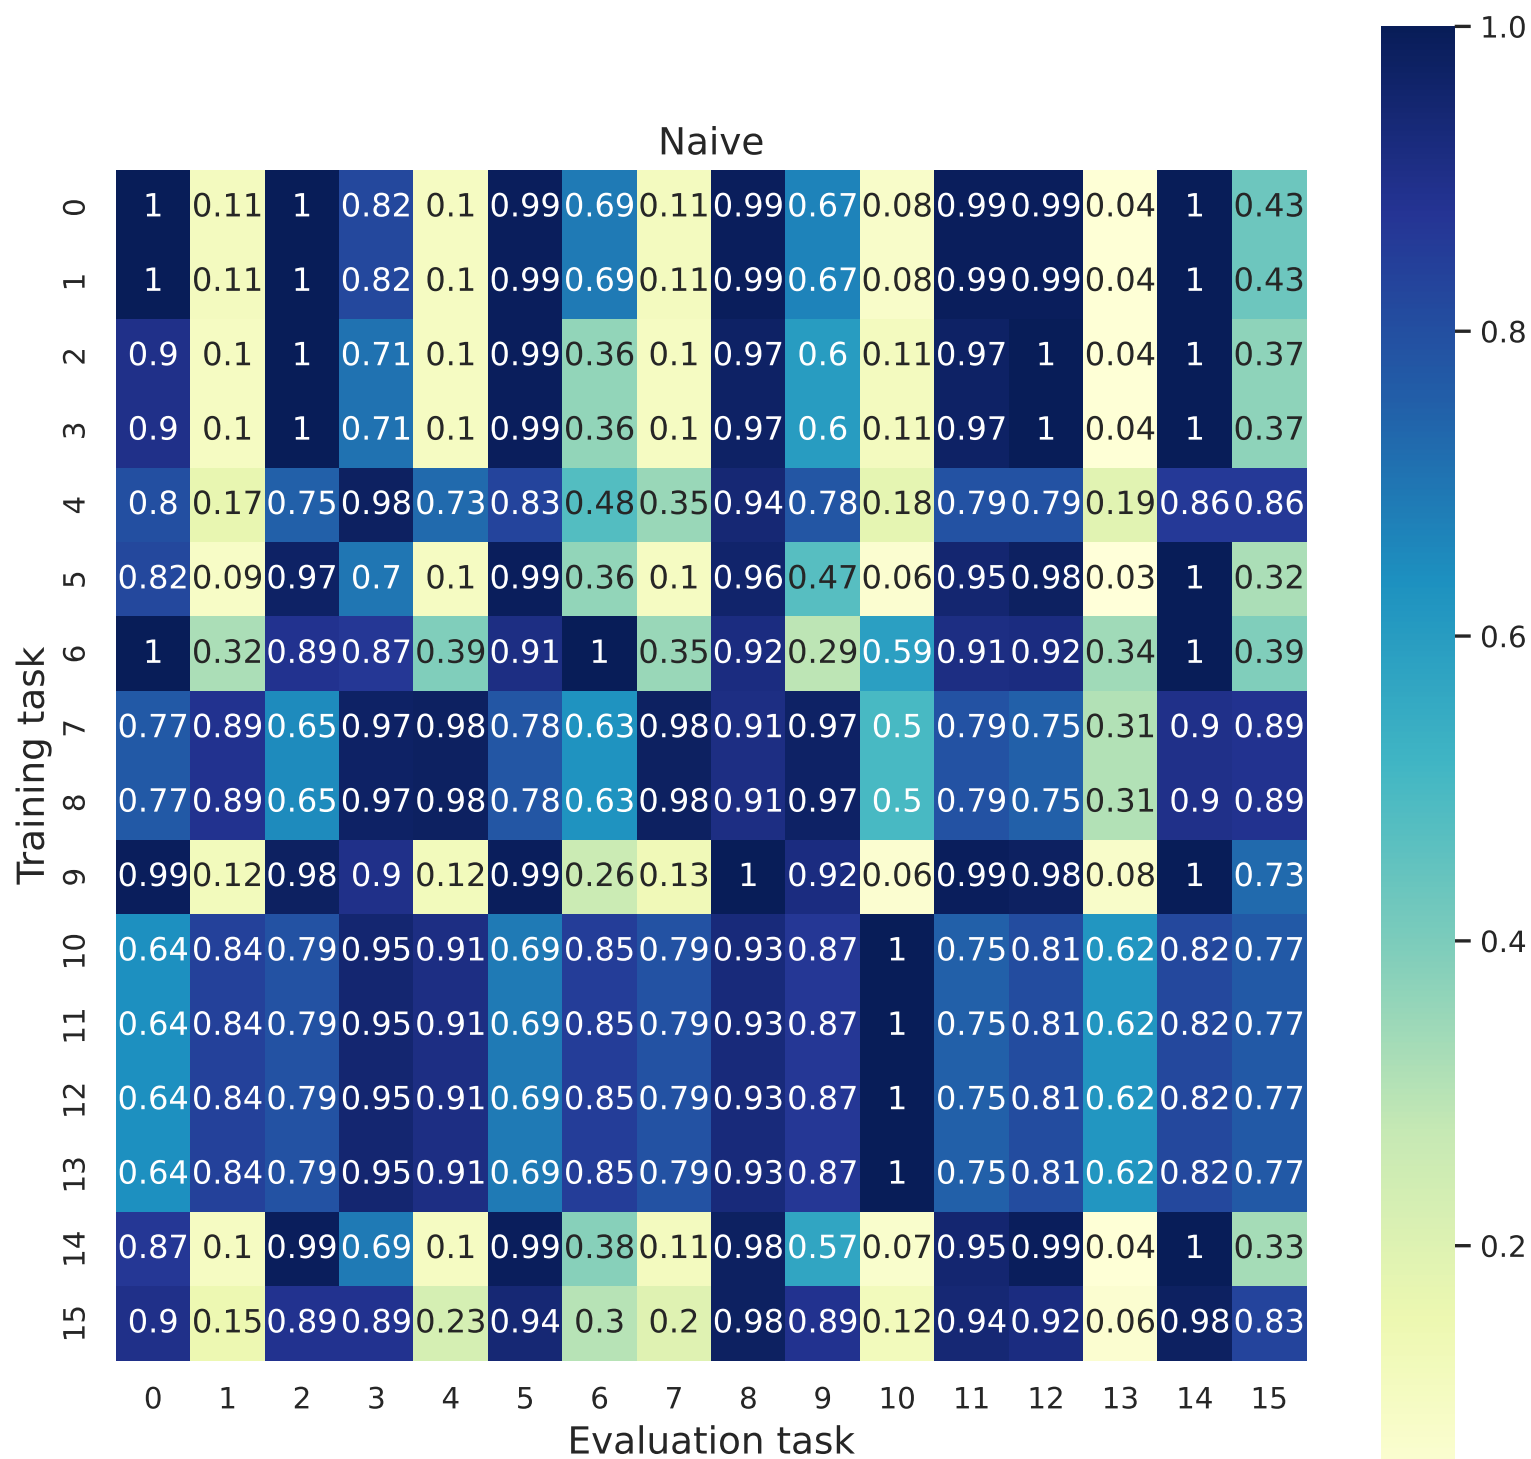 1.0
Naive
0 1 0.11 1 0.82 0.1 0.99 0.69 0.11 0.99 0.67 0.08 0.99 0.99 0.04 1 0.43
1 1 0.11 1 0.82 0.1 0.99 0.69 0.11 0.99 0.67 0.08 0.99 0.99 0.04 1 0.43
0.8
2 0.9 0.1 1 0.71 0.1 0.99 0.36 0.1 0.97 0.6 0.11 0.97 1 0.04 1 0.37
3 0.9 0.1 1 0.71 0.1 0.99 0.36 0.1 0.97 0.6 0.11 0.97 1 0.04 1 0.37
4 0.8 0.17 0.75 0.98 0.73 0.83 0.48 0.35 0.94 0.78 0.18 0.79 0.79 0.19 0.86 0.86
5 0.82 0.09 0.97 0.7 0.1 0.99 0.36 0.1 0.96 0.47 0.06 0.95 0.98 0.03 1 0.32
0.6
6 1 0.32 0.89 0.87 0.39 0.91 1 0.35 0.92 0.29 0.59 0.91 0.92 0.34 1 0.39
7 0.77 0.89 0.65 0.97 0.98 0.78 0.63 0.98 0.91 0.97 0.5 0.79 0.75 0.31 0.9 0.89
Training task
8 0.77 0.89 0.65 0.97 0.98 0.78 0.63 0.98 0.91 0.97 0.5 0.79 0.75 0.31 0.9 0.89
9 0.99 0.12 0.98 0.9 0.12 0.99 0.26 0.13 1 0.92 0.06 0.99 0.98 0.08 1 0.73
0.4
10 0.64 0.84 0.79 0.95 0.91 0.69 0.85 0.79 0.93 0.87 1 0.75 0.81 0.62 0.82 0.77
11 0.64 0.84 0.79 0.95 0.91 0.69 0.85 0.79 0.93 0.87 1 0.75 0.81 0.62 0.82 0.77
12 0.64 0.84 0.79 0.95 0.91 0.69 0.85 0.79 0.93 0.87 1 0.75 0.81 0.62 0.82 0.77
13 0.64 0.84 0.79 0.95 0.91 0.69 0.85 0.79 0.93 0.87 1 0.75 0.81 0.62 0.82 0.77
14 0.87 0.1 0.99 0.69 0.1 0.99 0.38 0.11 0.98 0.57 0.07 0.95 0.99 0.04 1 0.33
0.2
15 0.9 0.15 0.89 0.89 0.23 0.94 0.3 0.2 0.98 0.89 0.12 0.94 0.92 0.06 0.98 0.83
0 1 2 3 4 5 6 7 8 9 10 11 12 13 14 15
Evaluation task